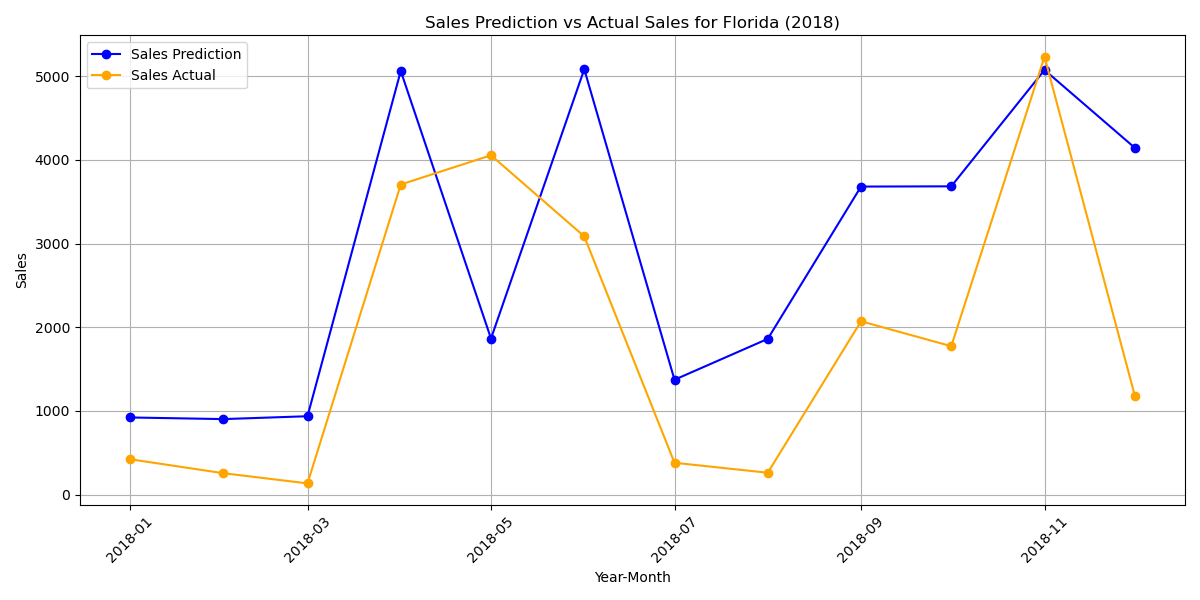 Sales Prediction vs Actual Sales for Florida (2018)
Sales Prediction
Sales Actual
5000
4000
3000
2000
1000
0
Sales
2018-01
2018-03
2018-05
2018-07
2018-09
2018-11
Year-Month